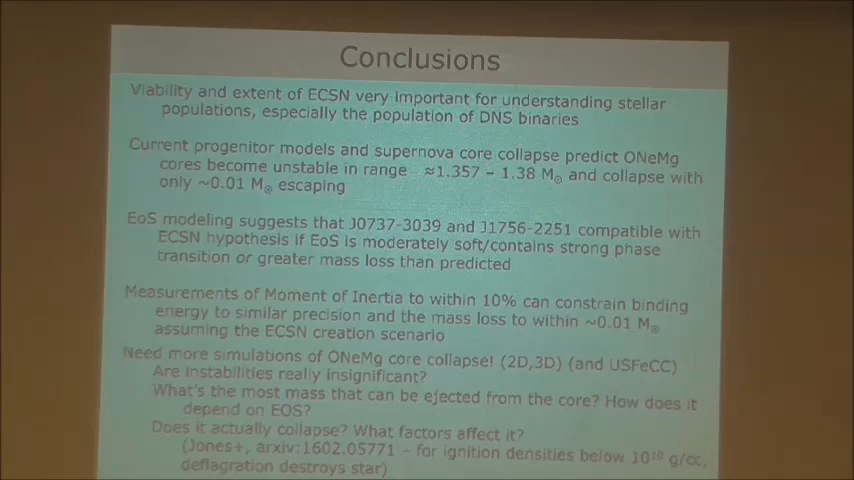 Conclusions
Viability and extent of ECSN very important for understanding stellar
populations, especially the population of DNS binaries
Current progenitor models and supernova core collapse predict ONeMg
cores become unstable in range ≈1.357 – 1.38 M⊙ and collapse with
only ~0.01 M⊙ escaping
EoS modeling suggests that J0737-3039 and J1756-2251 compatible with
ECSN hypothesis if EoS is moderately soft/contains strong phase
transition or greater mass loss than predicted
Measurements of Moment of Inertia to within 10% can constrain binding
energy to similar precision and the mass loss to within ~0.01 M⊙
assuming the ECSN creation scenario
Need more simulations of ONeMg core collapse! (2D,3D) (and USFeCC)
Are instabilities really insignificant?
What's the most mass that can be ejected from the core? How does it
depend on EOS?
Does it actually collapse? What factors affect it?
(Jones+, arxiv:1602.05771 – for ignition densities below 10¹⁰ g/cc,
deflagration destroys star)